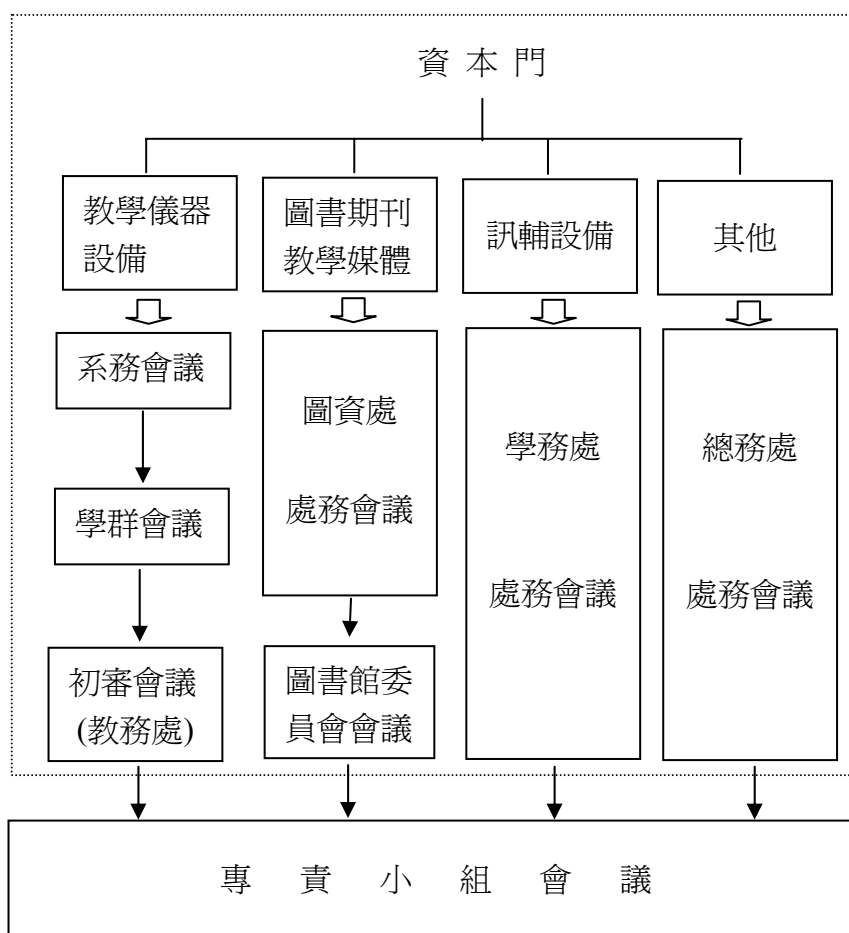 資本門
教學儀器
設備
圖書期刊
教學媒體
訊輔設備
其他
系務會議
學群會議
初審會議
(教務處)
圖資處
處務會議
圖書館委
員會會議
學務處
處務會議
總務處
處務會議
專責小組會議